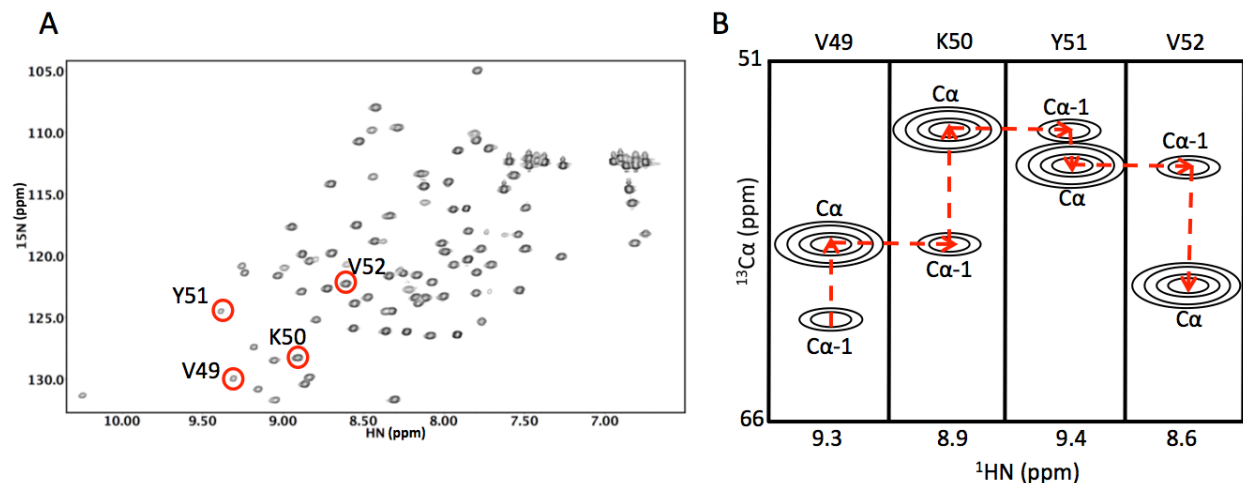 A
105.0
110.0
115.0
120.0
125.0
130.0
15N (ppm)
V52
Y51
K50
V49
10.00 9.00 8.50 8.00 7.50 7.00
HN (ppm)
B
V49 K50 Y51 V52
51
66
¹³Cα (ppm)
Cα
Cα-1
Cα
Cα-1
Cα-1
Cα
Cα-1
Cα
9.3 8.9 9.4 8.6
¹HN (ppm)